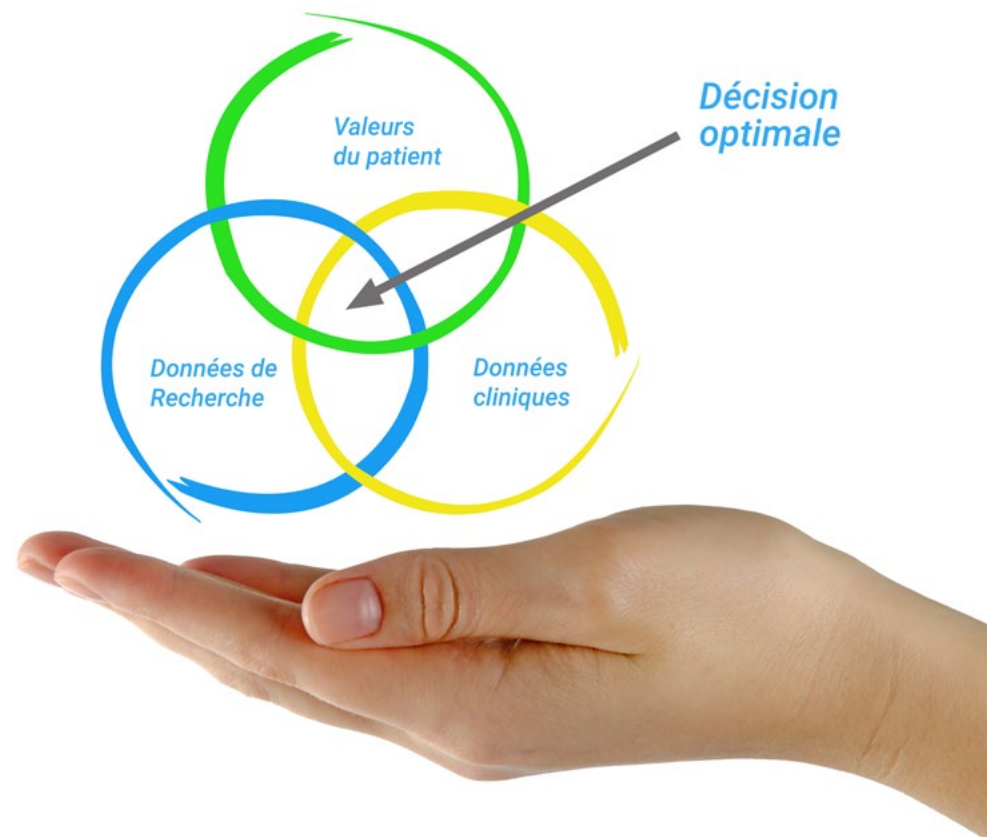 Valeurs
du patient
Décision
optimale
Données de
Recherche
Données
cliniques